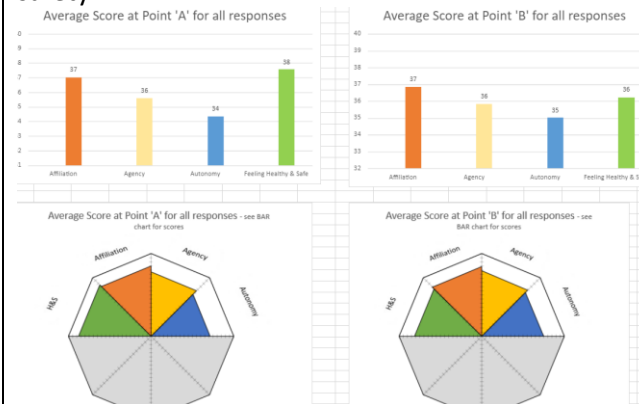 Average Score at Point 'A' for all responses
0
9
8
7
6
5
4
3
2
1
37
36
34
38
Affiliation
Agency
Autonomy
Feeling Healthy & Safe
Average Score at Point 'B' for all responses
40
39
38
37
36
35
34
33
32
37
36
35
36
Affiliation
Agency
Autonomy
Feeling Healthy & S
Average Score at Point 'A' for all responses - see BAR
chart for scores
Affiliation
Agency
H&S
Autonomy
Average Score at Point 'B' for all responses - see
BAR chart for scores
Affiliation
Agency
H&S
Autonomy